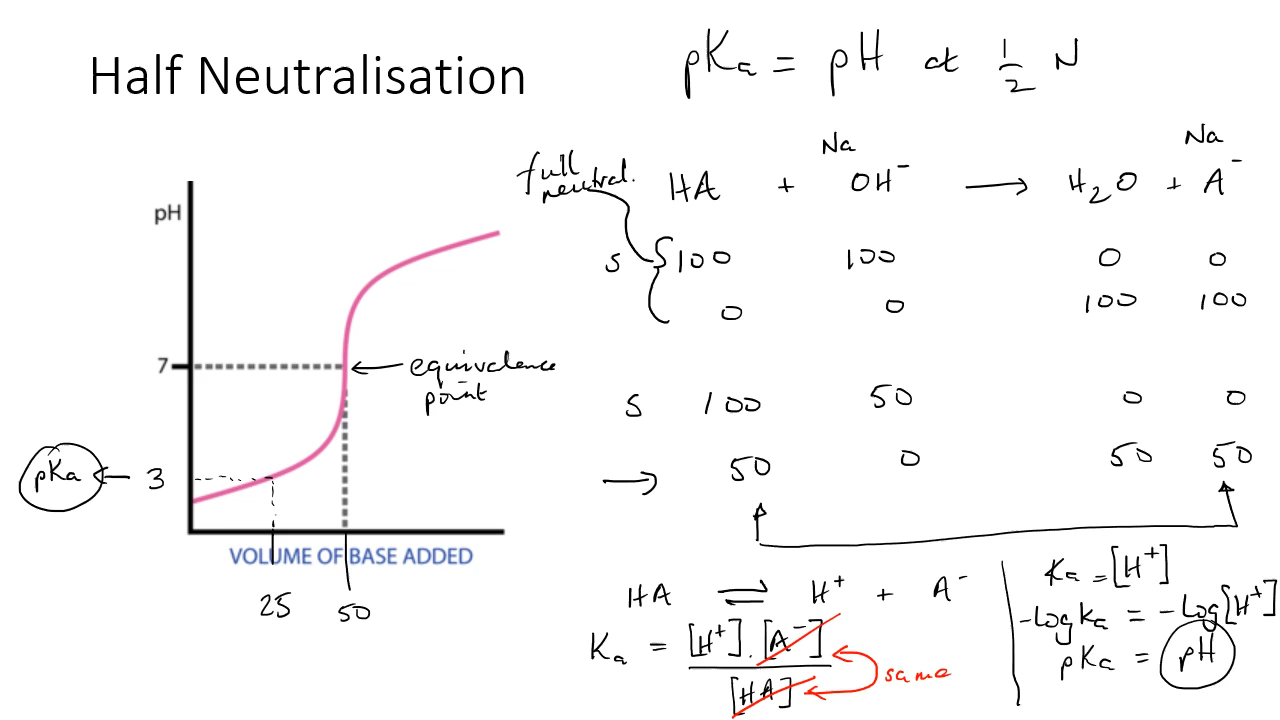 Half Neutralisation
pKa = pH at 1/2 N
full neutral.
Na Na
HA + OH⁻ → H₂O + A⁻
S 100 100 0 0
0 0 100 100
S 100 50 0 0
→ 50 0 50 50
pH
7
equivalence point
pKa ← 3
VOLUME OF BASE ADDED
25 50
HA ⇌ H⁺ + A⁻
Ka = [H⁺].[A⁻]
[HA]
same
Ka = [H⁺]
-Log Ka = -Log[H⁺]
pKa = pH